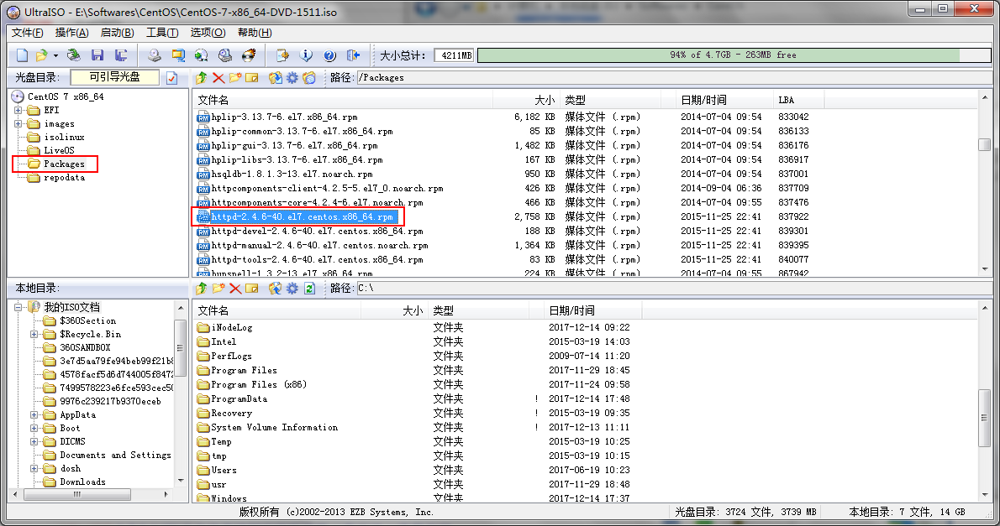 UltraISO - E:\Softwares\CentOS\CentOS-7-x86_64-DVD-1511.iso
文件(F) 操作(A) 启动(B) 工具(T) 选项(O) 帮助(H)
大小总计: 4211MB 94% of 4.7GB - 263MB free
光盘目录: 可引导光盘 路径: /Packages
CentOS 7 x86_64
EFI
images
isolinux
LiveOS
Packages
repodata
文件名 大小 类型 日期/时间 LBA
hplip-3.13.7-6.el7.x86_64.rpm 6,182 KB 媒体文件 (.rpm) 2014-07-04 09:54 833042
hplip-common-3.13.7-6.el7.x86_64.rpm 85 KB 媒体文件 (.rpm) 2014-07-04 09:54 836133
hplip-gui-3.13.7-6.el7.x86_64.rpm 1,482 KB 媒体文件 (.rpm) 2014-07-04 09:54 836176
hplip-libs-3.13.7-6.el7.x86_64.rpm 167 KB 媒体文件 (.rpm) 2014-07-04 09:54 836917
hsqldb-1.8.1.3-13.el7.noarch.rpm 950 KB 媒体文件 (.rpm) 2014-07-04 09:54 837001
httpcomponents-client-4.2.5-5.el7_0.noarch.rpm 426 KB 媒体文件 (.rpm) 2014-09-04 06:36 837709
httpcomponents-core-4.2.4-6.el7.noarch.rpm 466 KB 媒体文件 (.rpm) 2014-07-04 09:55 837476
httpd-2.4.6-40.el7.centos.x86_64.rpm 2,758 KB 媒体文件 (.rpm) 2015-11-25 22:41 837922
httpd-devel-2.4.6-40.el7.centos.x86_64.rpm 188 KB 媒体文件 (.rpm) 2015-11-25 22:41 839301
httpd-manual-2.4.6-40.el7.centos.noarch.rpm 1,364 KB 媒体文件 (.rpm) 2015-11-25 22:41 839395
httpd-tools-2.4.6-40.el7.centos.x86_64.rpm 83 KB 媒体文件 (.rpm) 2015-11-25 22:41 840077
hunspell-1.3.2-13.el7.x86_64.rpm 224 KB 媒体文件 (.rpm) 2014-07-04 09:55 867942
本地目录: 路径: C:\
我的ISO文档
$360Section
$Recycle.Bin
360SANDBOX
3e7d5aa79fe94beb99f21b8
4578facf5d6d744005f8472
7499578223e6fce593cec50
9976c239217b9370eceb
AppData
Boot
DICMS
Documents and Settings
dosh
Downloads
文件名 大小 类型 日期/时间
iNodeLog 文件夹 2017-12-14 09:22
Intel 文件夹 2015-03-19 14:03
PerfLogs 文件夹 2009-07-14 11:20
Program Files 文件夹 2017-11-29 18:45
Program Files (x86) 文件夹 2017-11-24 09:58
ProgramData 文件夹 ! 2017-12-14 17:48
Recovery 文件夹 ! 2015-03-19 09:35
System Volume Information 文件夹 ! 2017-12-13 11:11
Temp 文件夹 2015-03-19 10:25
tmp 文件夹 2015-03-19 10:15
Users 文件夹 2017-06-19 10:23
usr 文件夹 2017-11-29 18:48
Windows 文件夹 2017-12-14 17:37
版权所有 (c)2002-2013 EZB Systems, Inc. 光盘目录: 3724 文件, 3739 MB 本地目录: 7 文件, 14 GB